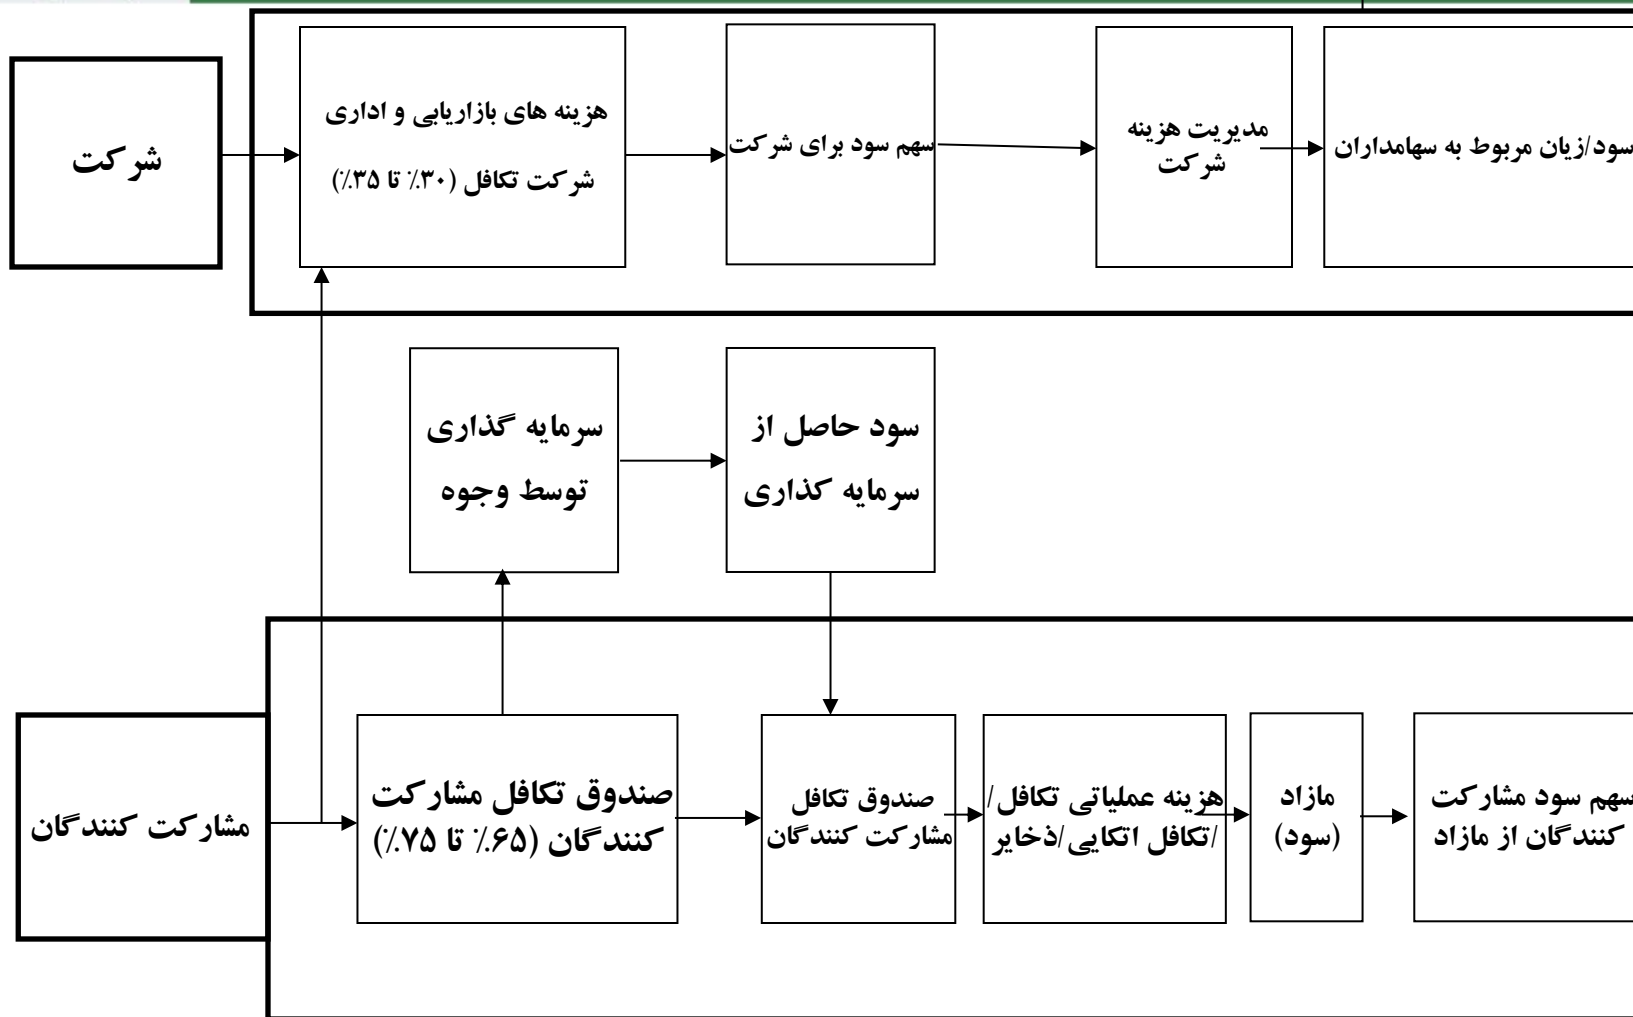 شرکت
هزینه های بازاریابی و اداری
شرکت تکافل (۳۰٪ تا ۳۵٪)
سهم سود برای شرکت
مدیریت هزینه
شرکت
سود/زیان مربوط به سهامداران
سرمایه گذاری
توسط وجوه
سود حاصل از
سرمایه کذاری
مشارکت کنندگان
صندوق تکافل مشارکت
کنندگان (۶۵٪ تا ۷۵٪)
صندوق تکافل
مشارکت کنندگان
هزینه عملیاتی تکافل/
/تکافل اتکایی/ذخایر
مازاد
(سود)
سهم سود مشارکت
کنندگان از مازاد